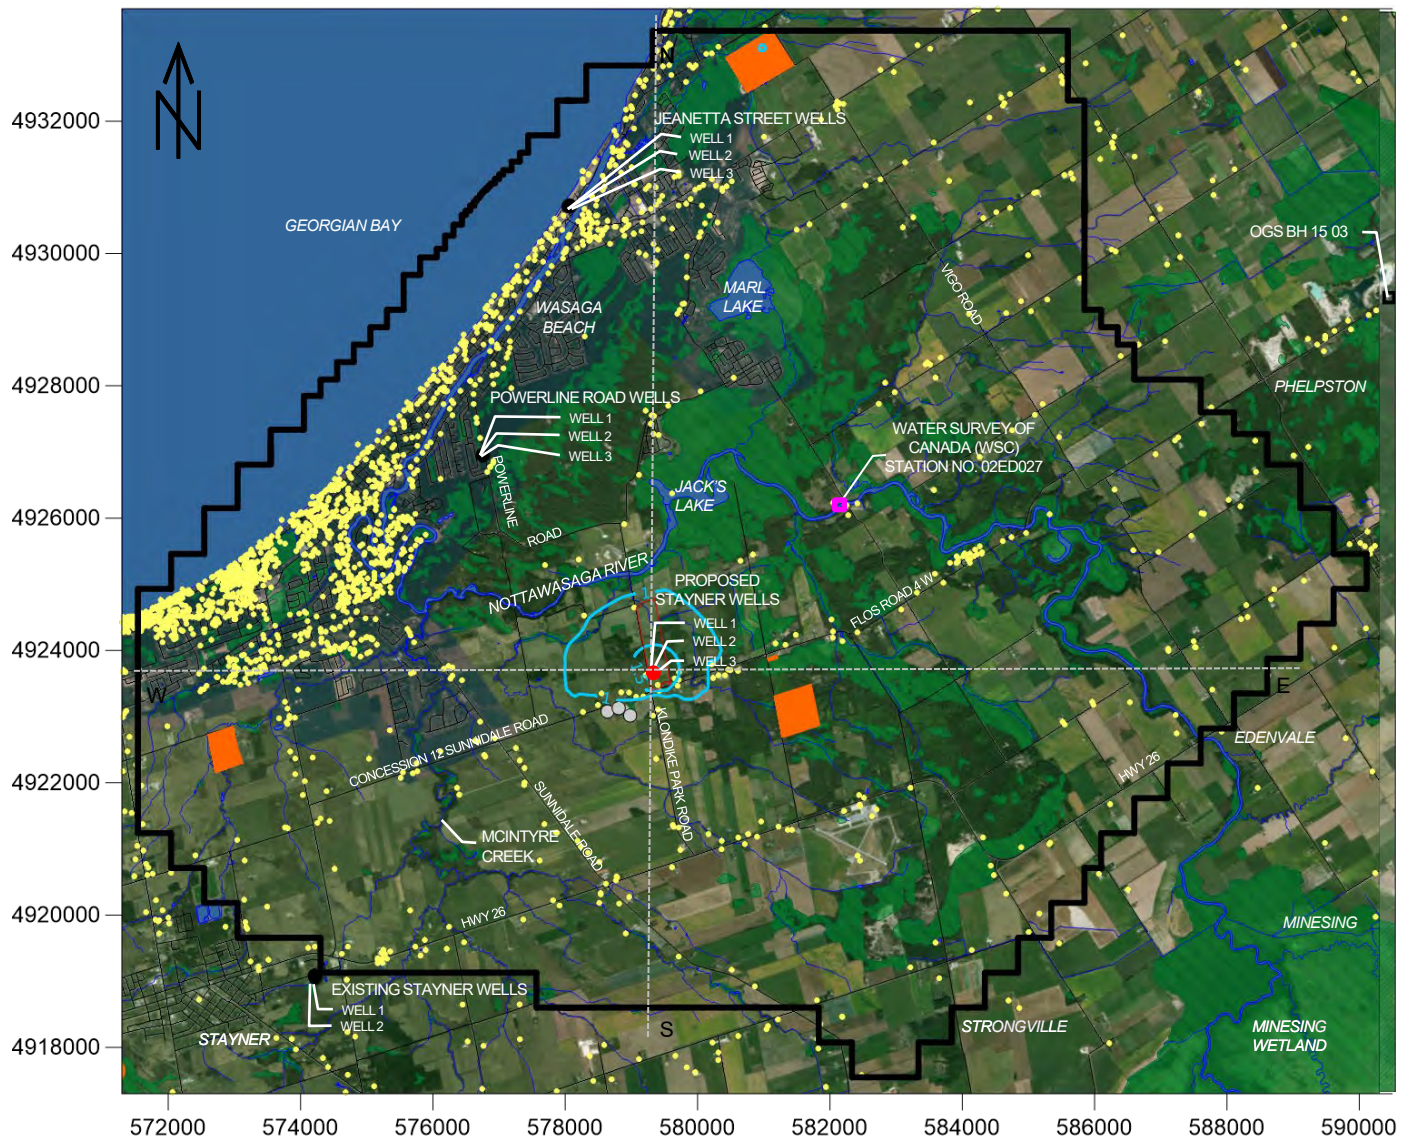 N
N
4932000
4930000
4928000
4926000
4924000
4922000
4920000
4918000
572000
574000
576000
578000
580000
582000
584000
586000
588000
590000
JEANETTA STREET WELLS
WELL 1
WELL 2
WELL 3
GEORGIAN BAY
OGS BH 15 03
MARL
LAKE
VIGO ROAD
WASAGA
BEACH
PHELPSTON
POWERLINE ROAD WELLS
WELL 1
WELL 2
WELL 3
WATER SURVEY OF
CANADA (WSC)
STATION NO. 02ED027
POWERLINE
ROAD
JACK'S
LAKE
NOTTAWASAGA RIVER
PROPOSED
STAYNER WELLS
WELL 1
WELL 2
WELL 3
FLOS ROAD 4 W
W
E
EDENVALE
CONCESSION 12 SUNNIDALE ROAD
KLONDIKE PARK ROAD
HWY 26
SUNNIDALE ROAD
MCINTYRE
CREEK
HWY 26
MINESING
EXISTING STAYNER WELLS
WELL 1
WELL 2
STAYNER
S
STRONGVILLE
MINESING
WETLAND